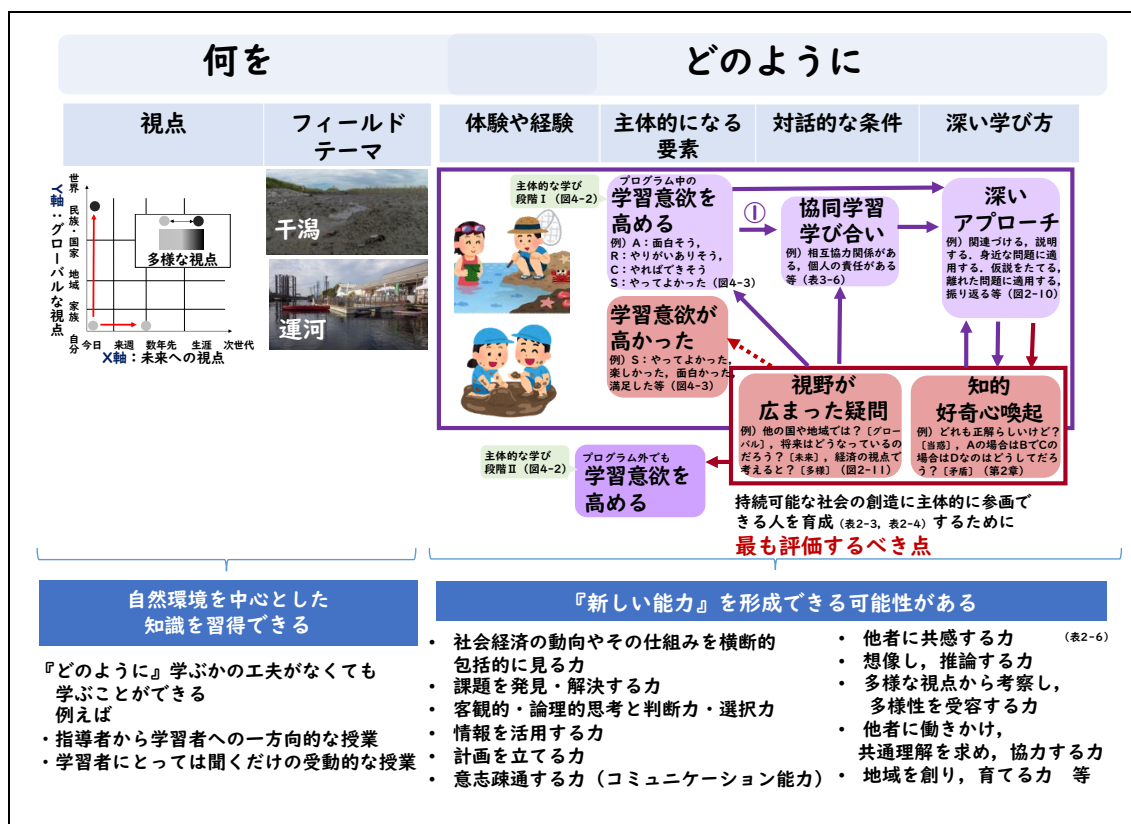 何を
どのように
視点
フィールド
テーマ
体験や経験
主体的になる
要素
対話的な条件
深い学び方
Y軸：グローバルな視点
世界
民族・国家
地域
家族
自分
多様な視点
今日
来週
数年先
生涯
次世代
X軸：未来への視点
干潟
運河
主体的な学び
段階Ⅰ（図4-2）
プログラム中の
学習意欲を
高める
例）A：面白そう，
R：やりがいありそう，
C：やればできそう
S：やってよかった（図4-3）
①
協同学習
学び合い
例）相互協力関係があ
る，個人の責任がある
等（表3-6）
深い
アプローチ
例）関連づける，説明
する．身近な問題に適
用する．仮説をたてる，
離れた問題に適用する，
振り返る等（図2-10）
学習意欲が
高かった
例）S：やってよかった，
楽しかった，面白かった，
満足した等（図4-3）
視野が
広まった疑問
例）他の国や地域では？［グロー
バル］，将来はどうなっているの
だろう？［未来］，経済の視点で
考えると？［多様］（図2-11）
知的
好奇心喚起
例）どれも正解らしいけど？
［当惑］，Aの場合はBでCの
場合はDなのはどうしてだろ
う？［矛盾］（第2章）
主体的な学び
段階Ⅱ（図4-2）
プログラム外でも
学習意欲を
高める
持続可能な社会の創造に主体的に参画で
きる人を育成（表2-3，表2-4）するために
最も評価するべき点
自然環境を中心とした
知識を習得できる
『どのように』学ぶかの工夫がなくても
学ぶことができる
例えば
・指導者から学習者への一方向的な授業
・学習者にとっては聞くだけの受動的な授業
『新しい能力』を形成できる可能性がある
• 社会経済の動向やその仕組みを横断的
包括的に見る力
• 課題を発見・解決する力
• 客観的・論理的思考と判断力・選択力
• 情報を活用する力
• 計画を立てる力
• 意志疎通する力（コミュニケーション能力）
• 他者に共感する力 （表2-6）
• 想像し，推論する力
• 多様な視点から考察し，
多様性を受容する力
• 他者に働きかけ，
共通理解を求め，協力する力
• 地域を創り，育てる力　等